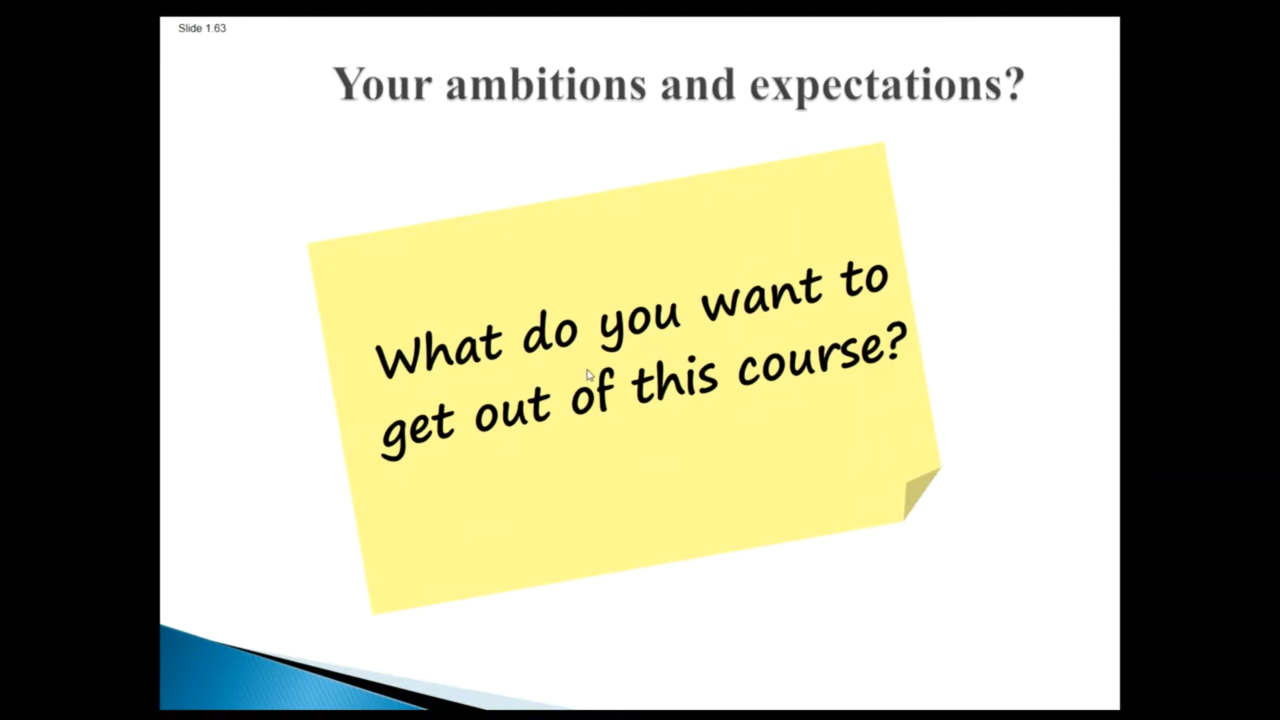 Slide 1.63
Your ambitions and expectations?
What do you want to
get out of this course?